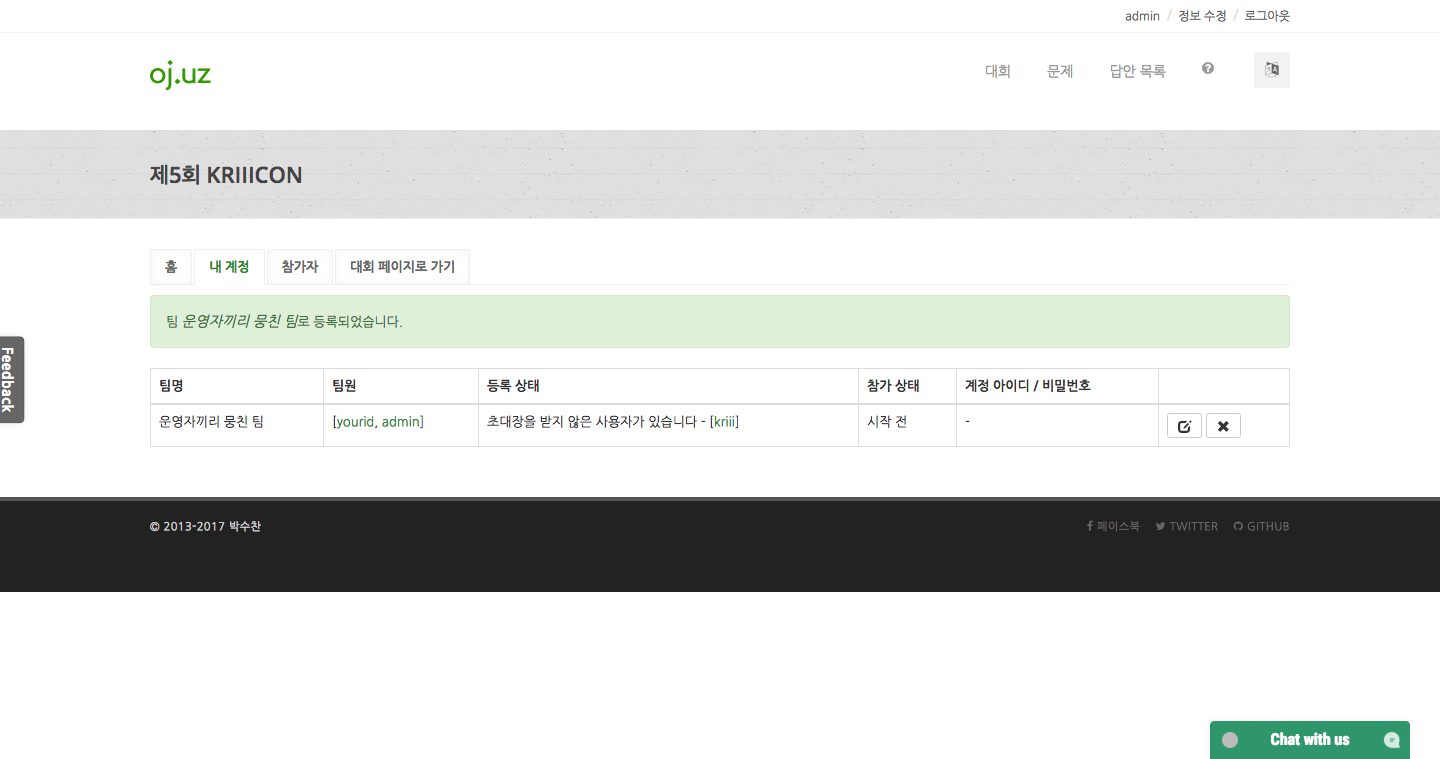 admin / 정보 수정 / 로그아웃
oj.uz
대회 문제 답안 목록
제5회 KRIIICON
홈 내 계정 참가자 대회 페이지로 가기
팀 운영자끼리 뭉친 팀로 등록되었습니다.
Feedback
팀명 팀원 등록 상태 참가 상태 계정 아이디 / 비밀번호
운영자끼리 뭉친 팀 [yourid, admin] 초대장을 받지 않은 사용자가 있습니다 - [kriii] 시작 전 -
© 2013-2017 박수찬 페이스북 TWITTER GITHUB
Chat with us